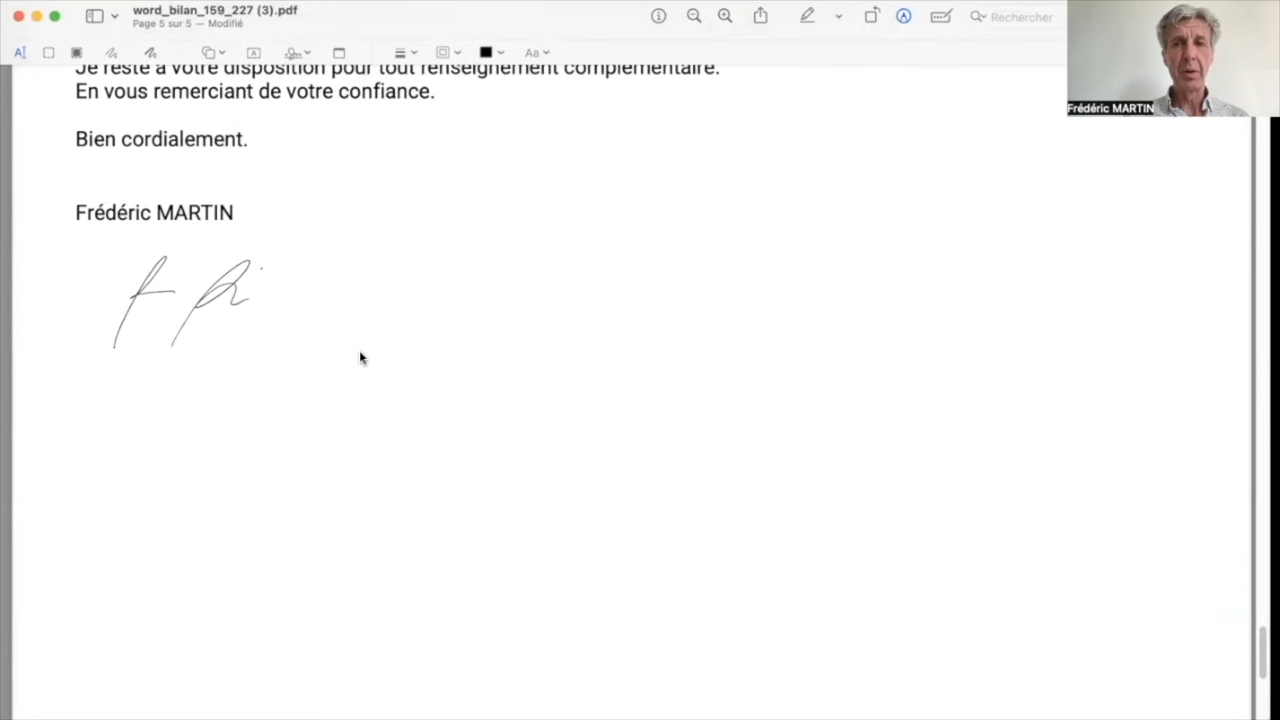 word_bilan_159_227 (3).pdf
Page 5 sur 5 — Modifié
Rechercher
Aa
Je reste à votre disposition pour tout renseignement complémentaire.
En vous remerciant de votre confiance.
Bien cordialement.
Frédéric MARTIN
Frédéric MARTIN